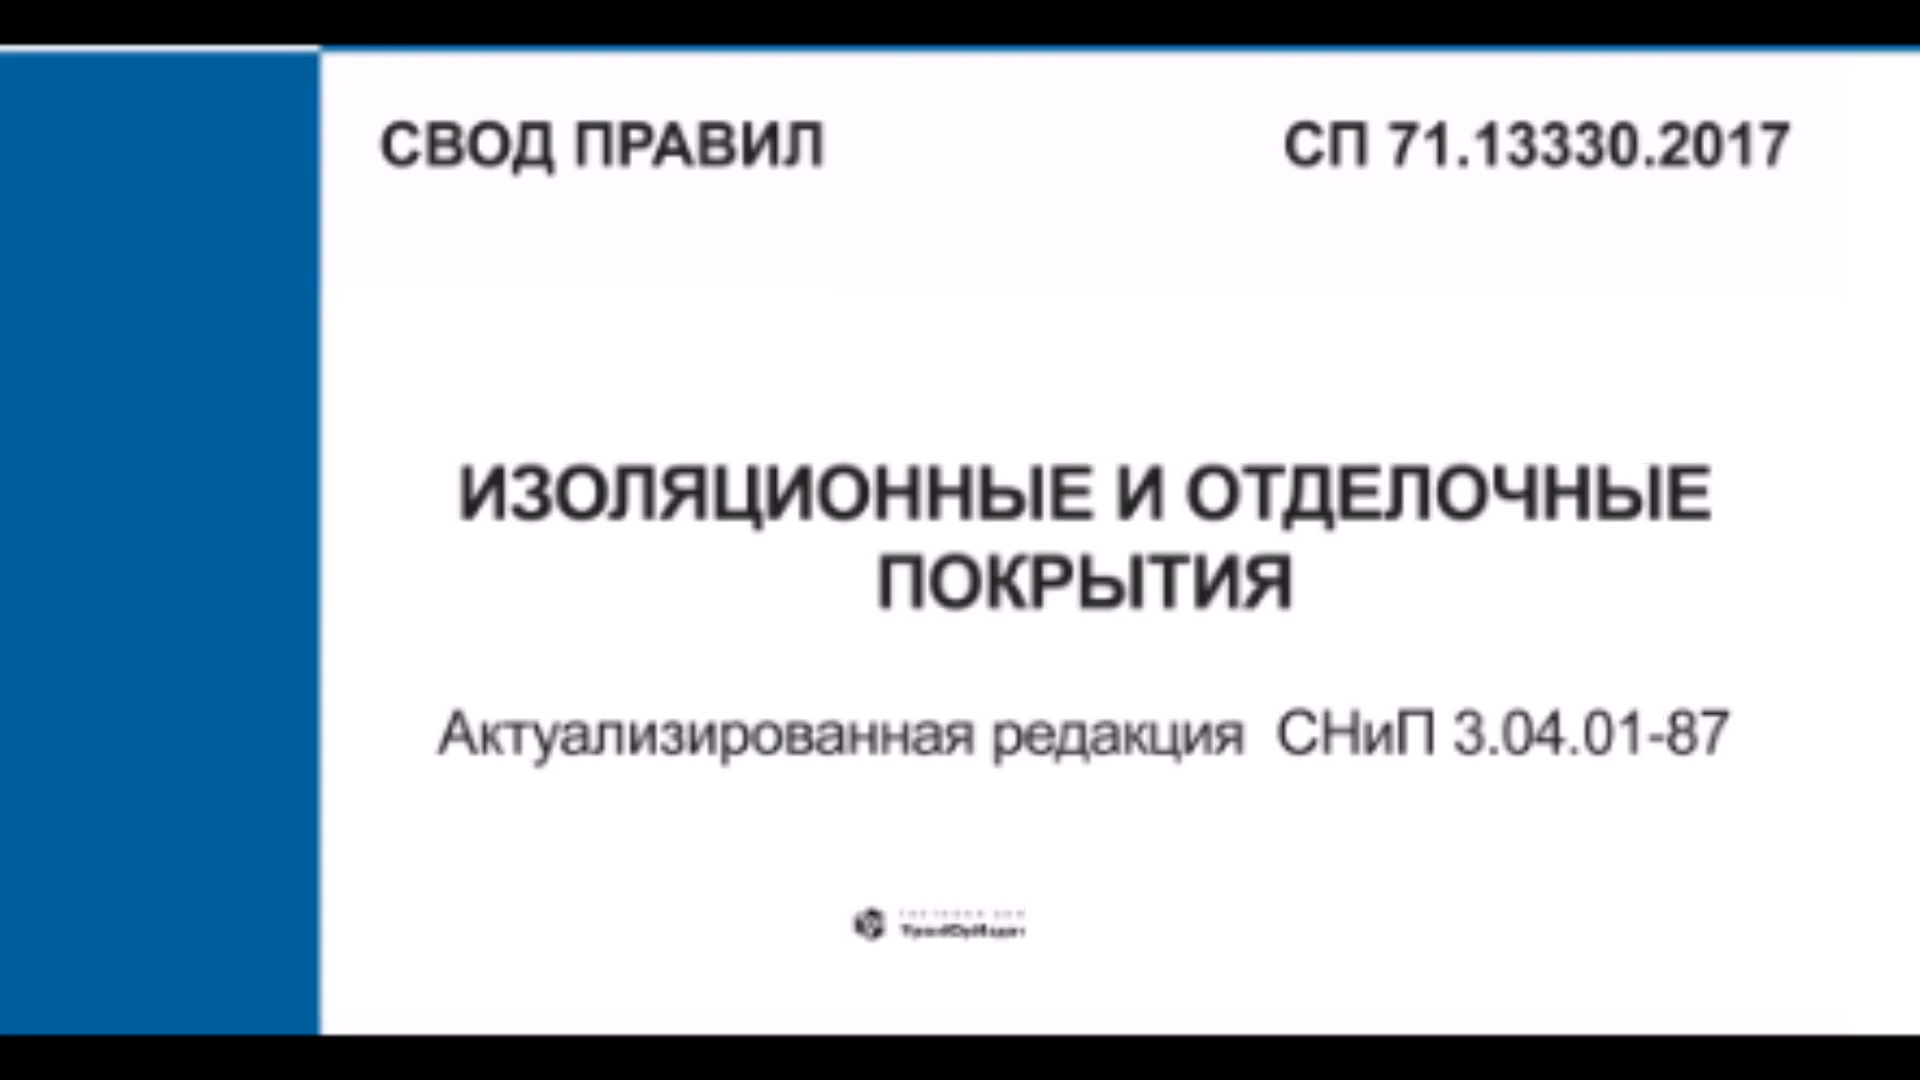 СВОД ПРАВИЛ СП 71.13330.2017
ИЗОЛЯЦИОННЫЕ И ОТДЕЛОЧНЫЕ
ПОКРЫТИЯ
Актуализированная редакция СНиП 3.04.01-87